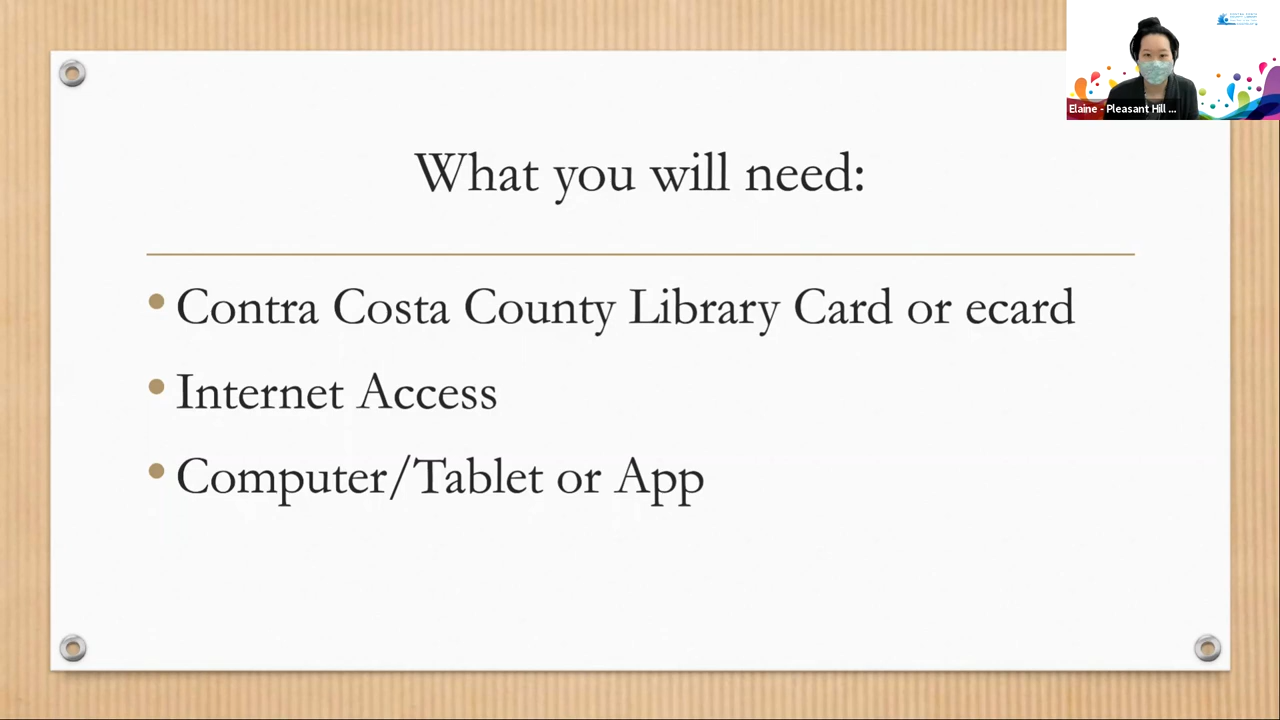 What you will need:
Contra Costa County Library Card or ecard
Internet Access
Computer/Tablet or App
Elaine - Pleasant Hill ...